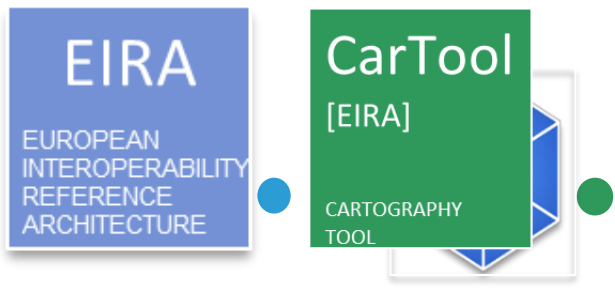 EIRA
EUROPEAN
INTEROPERABILITY
REFERENCE
ARCHITECTURE
CarTool
[EIRA]
CARTOGRAPHY
TOOL